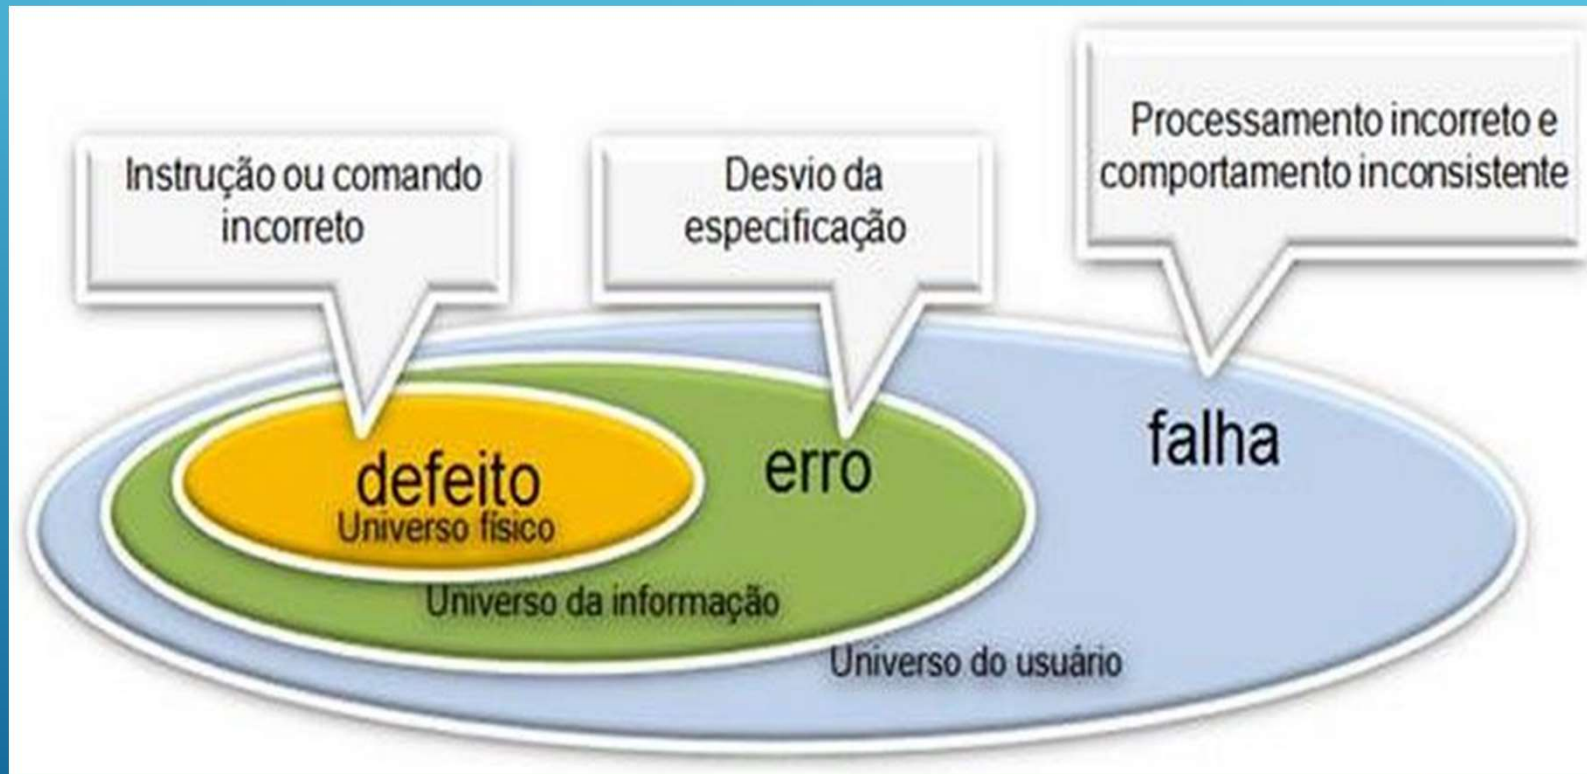 Instrução ou comando
incorreto
Desvio da
especificação
Processamento incorreto e
comportamento inconsistente
defeito
Universo físico
erro
Universo da informação
falha
Universo do usuário